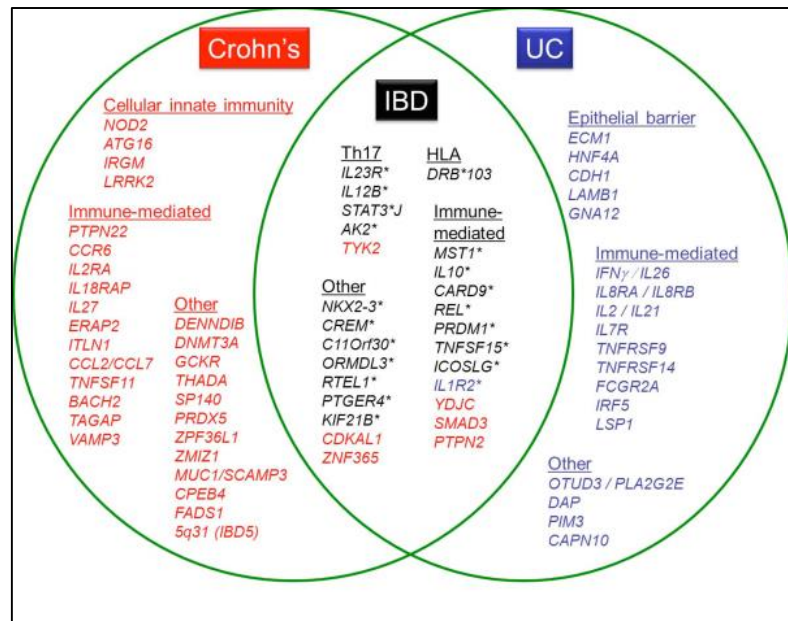 Crohn's
UC
IBD
Cellular innate immunity
NOD2
ATG16
IRGM
LRRK2
Immune-mediated
PTPN22
CCR6
IL2RA
IL18RAP
IL27
ERAP2
ITLN1
CCL2/CCL7
TNFSF11
BACH2
TAGAP
VAMP3
Other
DENNDIB
DNMT3A
GCKR
THADA
SP140
PRDX5
ZPF36L1
ZMIZ1
MUC1/SCAMP3
CPEB4
FADS1
5q31 (IBD5)
Th17
IL23R*
IL12B*
STAT3*J
AK2*
TYK2
Other
NKX2-3*
CREM*
C11Orf30*
ORMDL3*
RTEL1*
PTGER4*
KIF21B*
CDKAL1
ZNF365
HLA
DRB*103
Immune-
mediated
MST1*
IL10*
CARD9*
REL*
PRDM1*
TNFSF15*
ICOSLG*
IL1R2*
YDJC
SMAD3
PTPN2
Epithelial barrier
ECM1
HNF4A
CDH1
LAMB1
GNA12
Immune-mediated
IFNγ / IL26
IL8RA / IL8RB
IL2 / IL21
IL7R
TNFRSF9
TNFRSF14
FCGR2A
IRF5
LSP1
Other
OTUD3 / PLA2G2E
DAP
PIM3
CAPN10